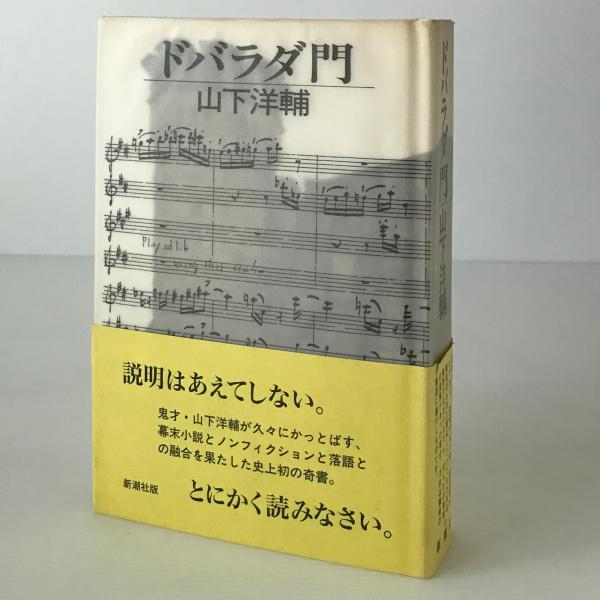 ドバラダ門
山下洋輔
Play ad lib
using this scale
説明はあえてしない。
鬼才・山下洋輔が久々にかっとばす、
幕末小説とノンフィクションと落語と
の融合を果たした史上初の奇書。
新潮社版
とにかく読みなさい。
ドバラダ門 山下洋輔